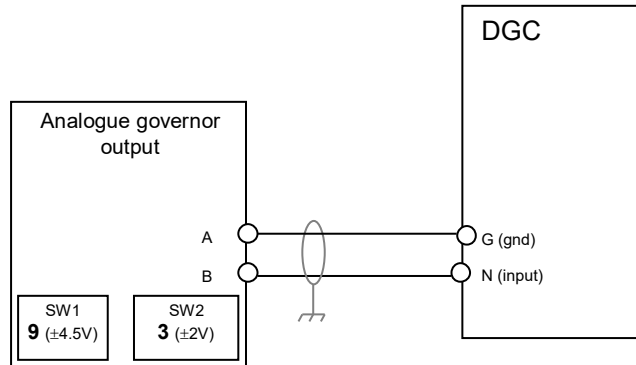 DGC
Analogue governor
output
A
B
G (gnd)
N (input)
SW1
9 (±4.5V)
SW2
3 (±2V)